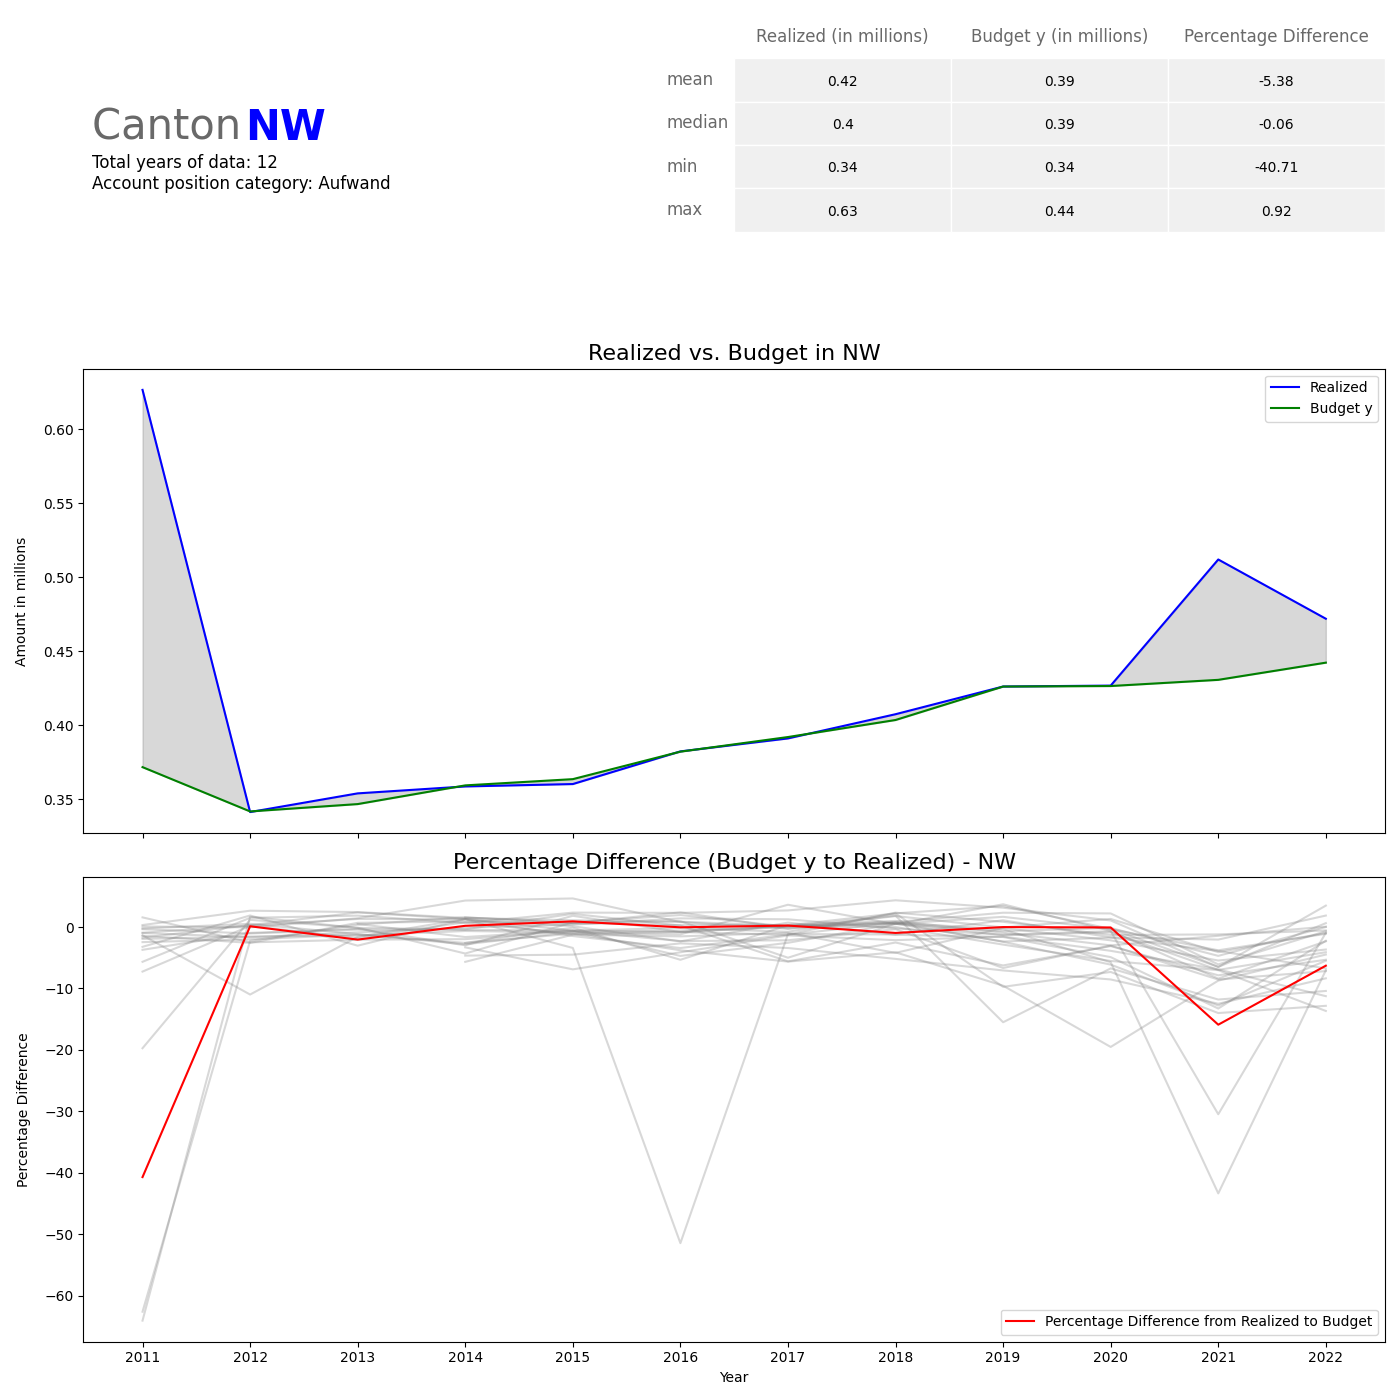 Realized (in millions) Budget y (in millions) Percentage Difference
mean 0.42 0.39 -5.38
median 0.4 0.39 -0.06
min 0.34 0.34 -40.71
max 0.63 0.44 0.92
Canton NW
Total years of data: 12
Account position category: Aufwand
Realized vs. Budget in NW
Realized
Budget y
0.60
0.55
0.50
0.45
0.40
0.35
Amount in millions
Percentage Difference (Budget y to Realized) - NW
0
−10
−20
−30
−40
−50
−60
Percentage Difference
Percentage Difference from Realized to Budget
2011 2012 2013 2014 2015 2016 2017 2018 2019 2020 2021 2022
Year